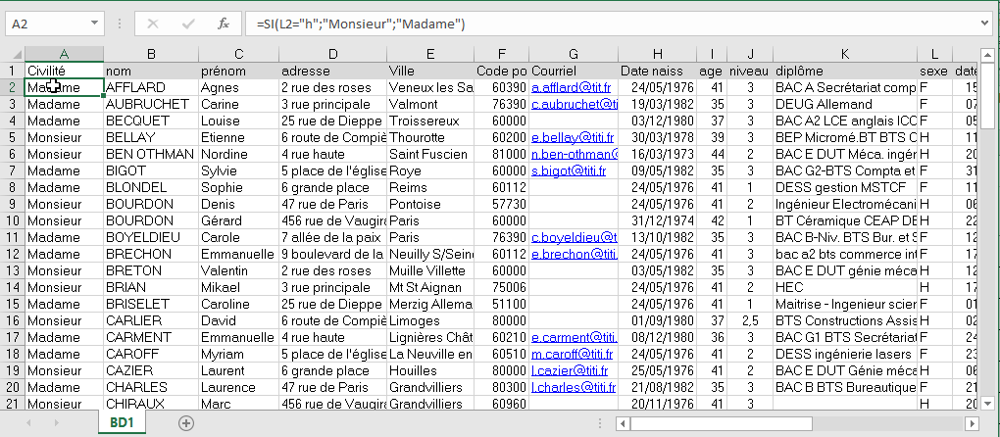 A2 =SI(L2="h";"Monsieur";"Madame")
A B C D E F G H I J K L
1 Civilité nom prénom adresse Ville Code po Courriel Date naiss age niveau diplôme sexe date
2 Madame AFFLARD Agnes 2 rue des roses Veneux les Sa 60390 a.afflard@tit.fr 24/05/1976 41 3 BAC A Secrétariat comp F 15
3 Madame AUBRUCHET Carine 3 rue principale Valmont 76390 c.aubruchet@ti 19/03/1982 35 3 DEUG Allemand F 07
4 Madame BECQUET Louise 25 rue de Dieppe Troissereux 60000 03/12/1980 37 3 BAC A2 LCE anglais ICC F 05
5 Monsieur BELLAY Etienne 6 route de Compiè Thourotte 60200 e.bellay@titi.fr 30/03/1978 39 3 BEP Micromé.BT BTS C H 11
6 Monsieur BEN OTHMAN Nordine 4 rue haute Saint Fuscien 81000 n.ben-othman@ 16/03/1973 44 2 BAC E DUT Méca. ingén H 20
7 Madame BIGOT Sylvie 5 place de l'église Roye 60000 s.bigot@titi.fr 09/05/1982 35 3 BAC G2-BTS Compta et F 31
8 Madame BLONDEL Sophie 6 grande place Reims 60112 24/05/1976 41 1 DESS gestion MSTCF F 11
9 Monsieur BOURDON Denis 47 rue de Paris Pontoise 57730 24/05/1976 41 2 Ingénieur Electromécani H 06
10 Monsieur BOURDON Gérard 456 rue de Vaugira Paris 31/12/1974 42 1 BT Céramique CEAP DE H
11 Madame BOYELDIEU Carole 7 allée de la paix Paris 76390 c.boyeldieu@t 13/10/1982 35 3 BAC B-Niv. BTS Bur. et S F 12
12 Madame BRECHON Emmanuelle 9 boulevard de la Neuilly S/Seine 60112 e.brechon@titi. 24/05/1976 41 3 bac a2 bts commerce int F
13 Monsieur BRETON Valentin 2 rue des roses Muille Villette 60000 03/05/1982 35 3 BAC E DUT génie méca H 12
14 Monsieur BRIAN Mikael 3 rue principale Mt St Aignan 75006 24/05/1976 41 2 HEC H 17
15 Madame BRISELET Caroline 25 rue de Dieppe Merzig Allema 51100 24/05/1976 41 1 Maitrise - Ingenieur scien F
16 Monsieur CARLIER David 6 route de Compiè Limoges 80000 01/09/1980 37 2,5 BTS Constructions Assis H 02
17 Madame CARMENT Emmanuelle 4 rue haute Lignières Chât 60210 e.carment@titi.fr 08/12/1980 36 3 BAC G1 BTS Secrétariat F
18 Madame CAROFF Myriam 5 place de l'église La Neuville en 60510 m.caroff@titi.fr 24/05/1976 41 2 DESS ingénierie lasers F 23
19 Monsieur CAZIER Laurent 6 grande place Houilles 80000 l.cazier@titi.fr 25/05/1976 41 2 BAC E DUT Génie méca H 06
20 Madame CHARLES Laurence 47 rue de Paris Grandvilliers 80300 l.charles@titi.fr 21/08/1982 35 3 BAC B BTS Bureautique F
21 Monsieur CHIRAUX Marc 456 rue de Vaugira Grandvilliers 60960 20/11/1976 41 3 H 20
BD1